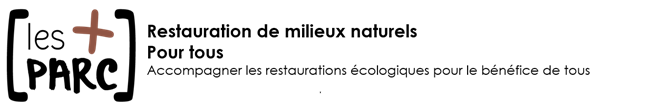 les +
PARC
Restauration de milieux naturels
Pour tous
Accompagner les restaurations écologiques pour le bénéfice de tous